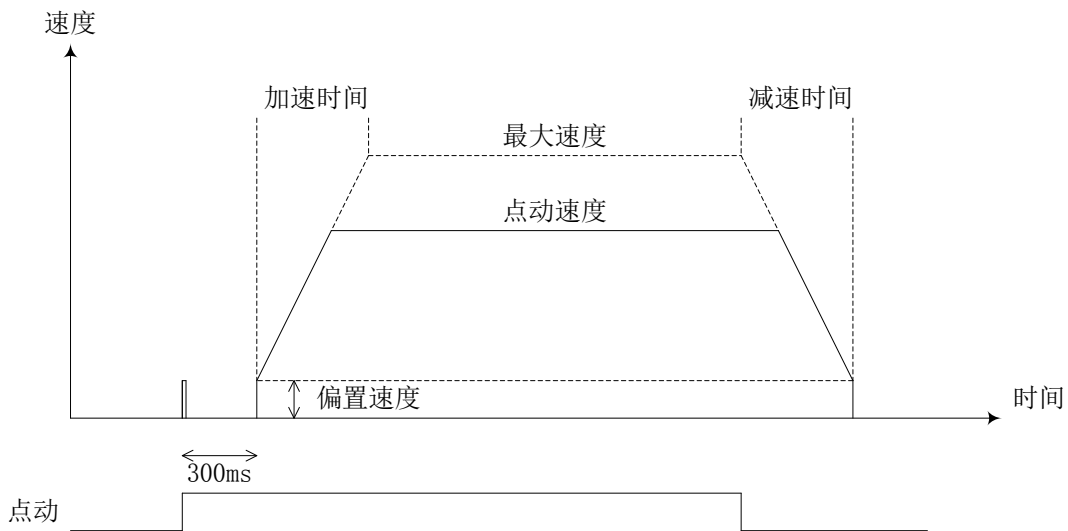 速度
加速时间
减速时间
最大速度
点动速度
偏置速度
时间
300ms
点动